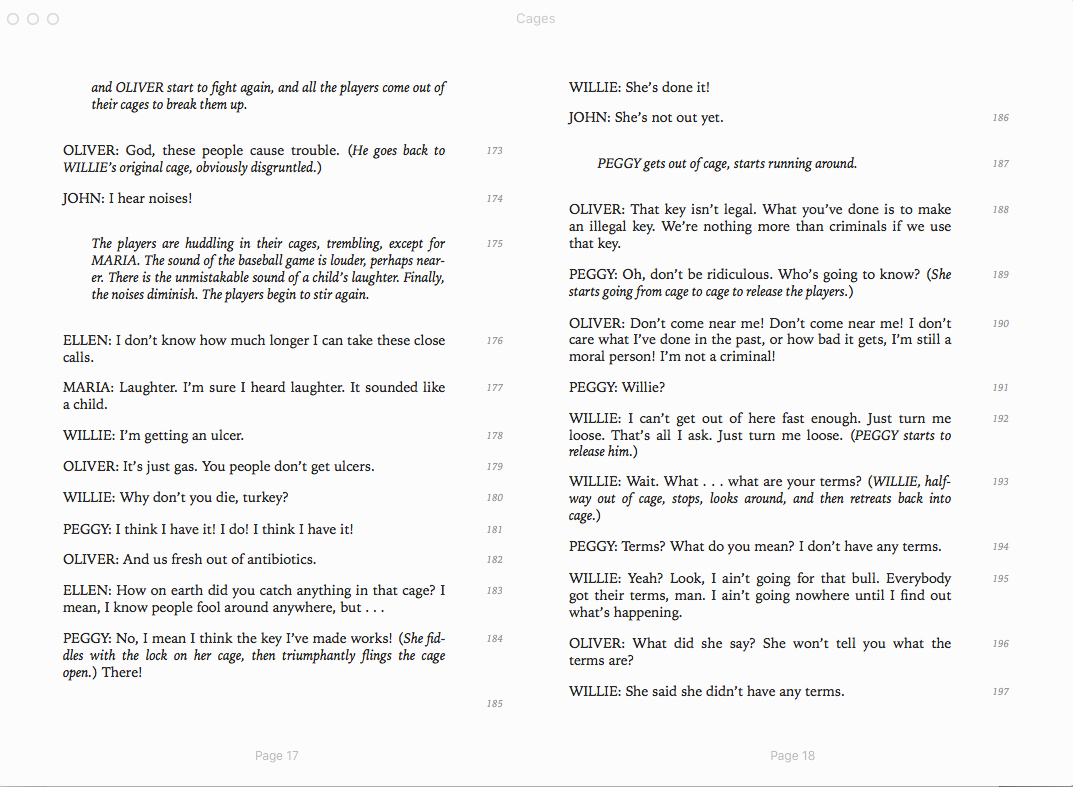 Cages
and OLIVER start to fight again, and all the players come out of
their cages to break them up.
OLIVER: God, these people cause trouble. (He goes back to 173
WILLIE's original cage, obviously disgruntled.)
JOHN: I hear noises! 174
The players are huddling in their cages, trembling, except for 175
MARIA. The sound of the baseball game is louder, perhaps near-
er. There is the unmistakable sound of a child's laughter. Finally,
the noises diminish. The players begin to stir again.
ELLEN: I don't know how much longer I can take these close 176
calls.
MARIA: Laughter. I'm sure I heard laughter. It sounded like 177
a child.
WILLIE: I'm getting an ulcer. 178
OLIVER: It's just gas. You people don't get ulcers. 179
WILLIE: Why don't you die, turkey? 180
PEGGY: I think I have it! I do! I think I have it! 181
OLIVER: And us fresh out of antibiotics. 182
ELLEN: How on earth did you catch anything in that cage? I 183
mean, I know people fool around anywhere, but . . .
PEGGY: No, I mean I think the key I've made works! (She fid- 184
dles with the lock on her cage, then triumphantly flings the cage
open.) There!
185
Page 17
WILLIE: She's done it!
JOHN: She's not out yet. 186
PEGGY gets out of cage, starts running around. 187
OLIVER: That key isn't legal. What you've done is to make 188
an illegal key. We're nothing more than criminals if we use
that key.
PEGGY: Oh, don't be ridiculous. Who's going to know? (She 189
starts going from cage to cage to release the players.)
OLIVER: Don't come near me! Don't come near me! I don't 190
care what I've done in the past, or how bad it gets, I'm still a
moral person! I'm not a criminal!
PEGGY: Willie? 191
WILLIE: I can't get out of here fast enough. Just turn me 192
loose. That's all I ask. Just turn me loose. (PEGGY starts to
release him.)
WILLIE: Wait. What . . . what are your terms? (WILLIE, half- 193
way out of cage, stops, looks around, and then retreats back into
cage.)
PEGGY: Terms? What do you mean? I don't have any terms. 194
WILLIE: Yeah? Look, I ain't going for that bull. Everybody 195
got their terms, man. I ain't going nowhere until I find out
what's happening.
OLIVER: What did she say? She won't tell you what the 196
terms are?
WILLIE: She said she didn't have any terms. 197
Page 18